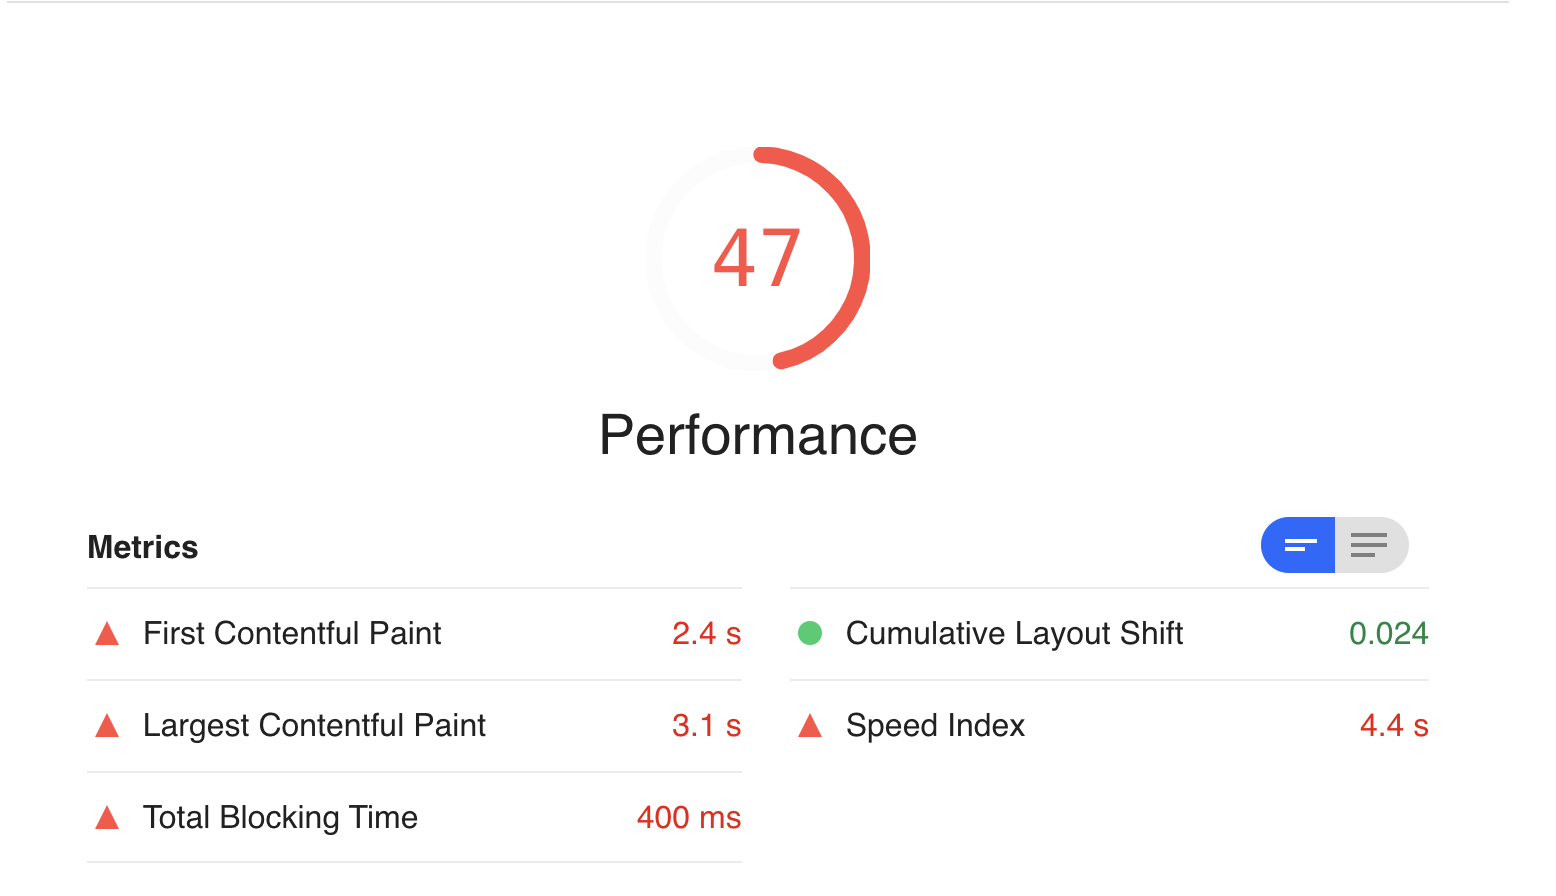 47
Performance
Metrics
First Contentful Paint 2.4 s
Cumulative Layout Shift 0.024
Largest Contentful Paint 3.1 s
Speed Index 4.4 s
Total Blocking Time 400 ms